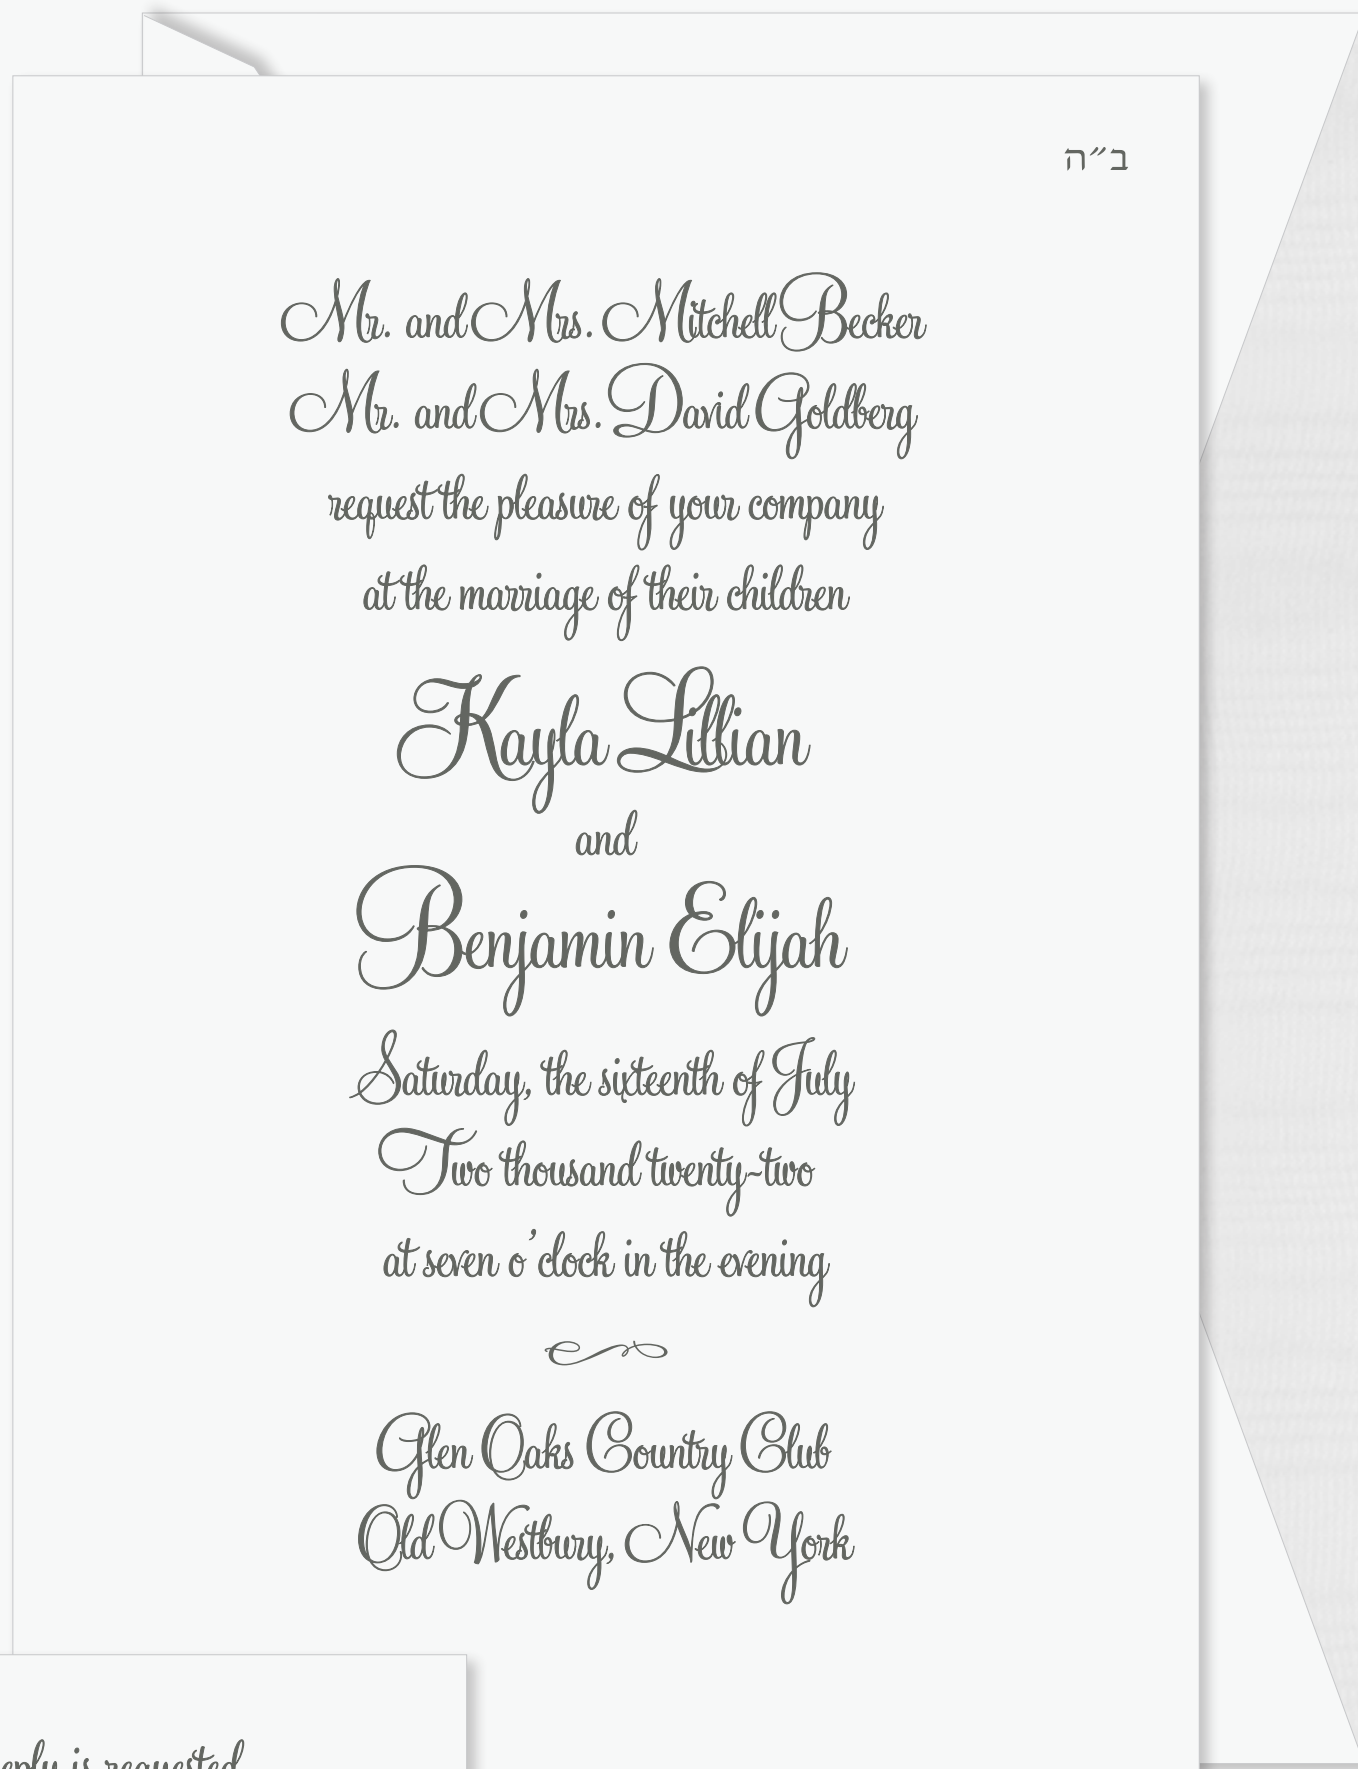 ב״ה
Mr. and Mrs. Mitchell Becker
Mr. and Mrs. David Goldberg
request the pleasure of your company
at the marriage of their children
Kayla Lillian
and
Benjamin Elijah
Saturday, the sixteenth of July
Two thousand twenty-two
at seven o'clock in the evening
Glen Oaks Country Club
Old Westbury, New York
is requested